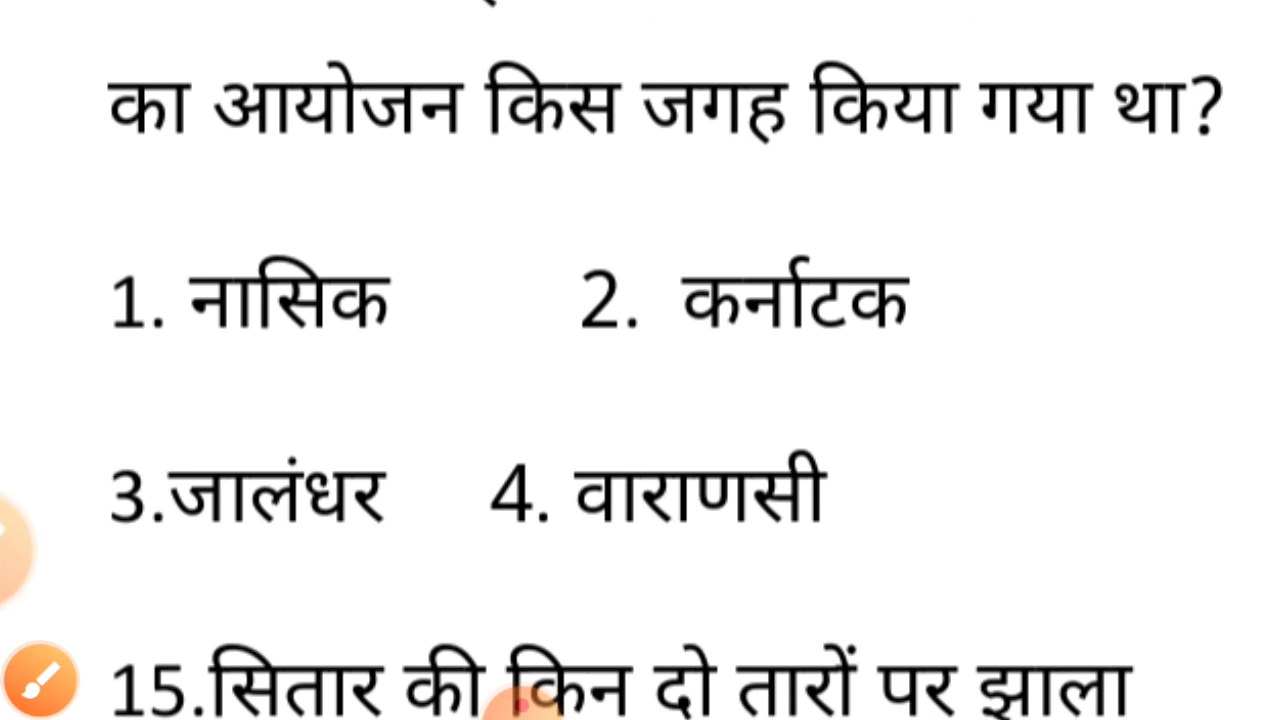 का आयोजन किस जगह किया गया था?
1. नासिक 2. कर्नाटक
3.जालंधर 4. वाराणसी
15.सितार की किन दो तारों पर झाला